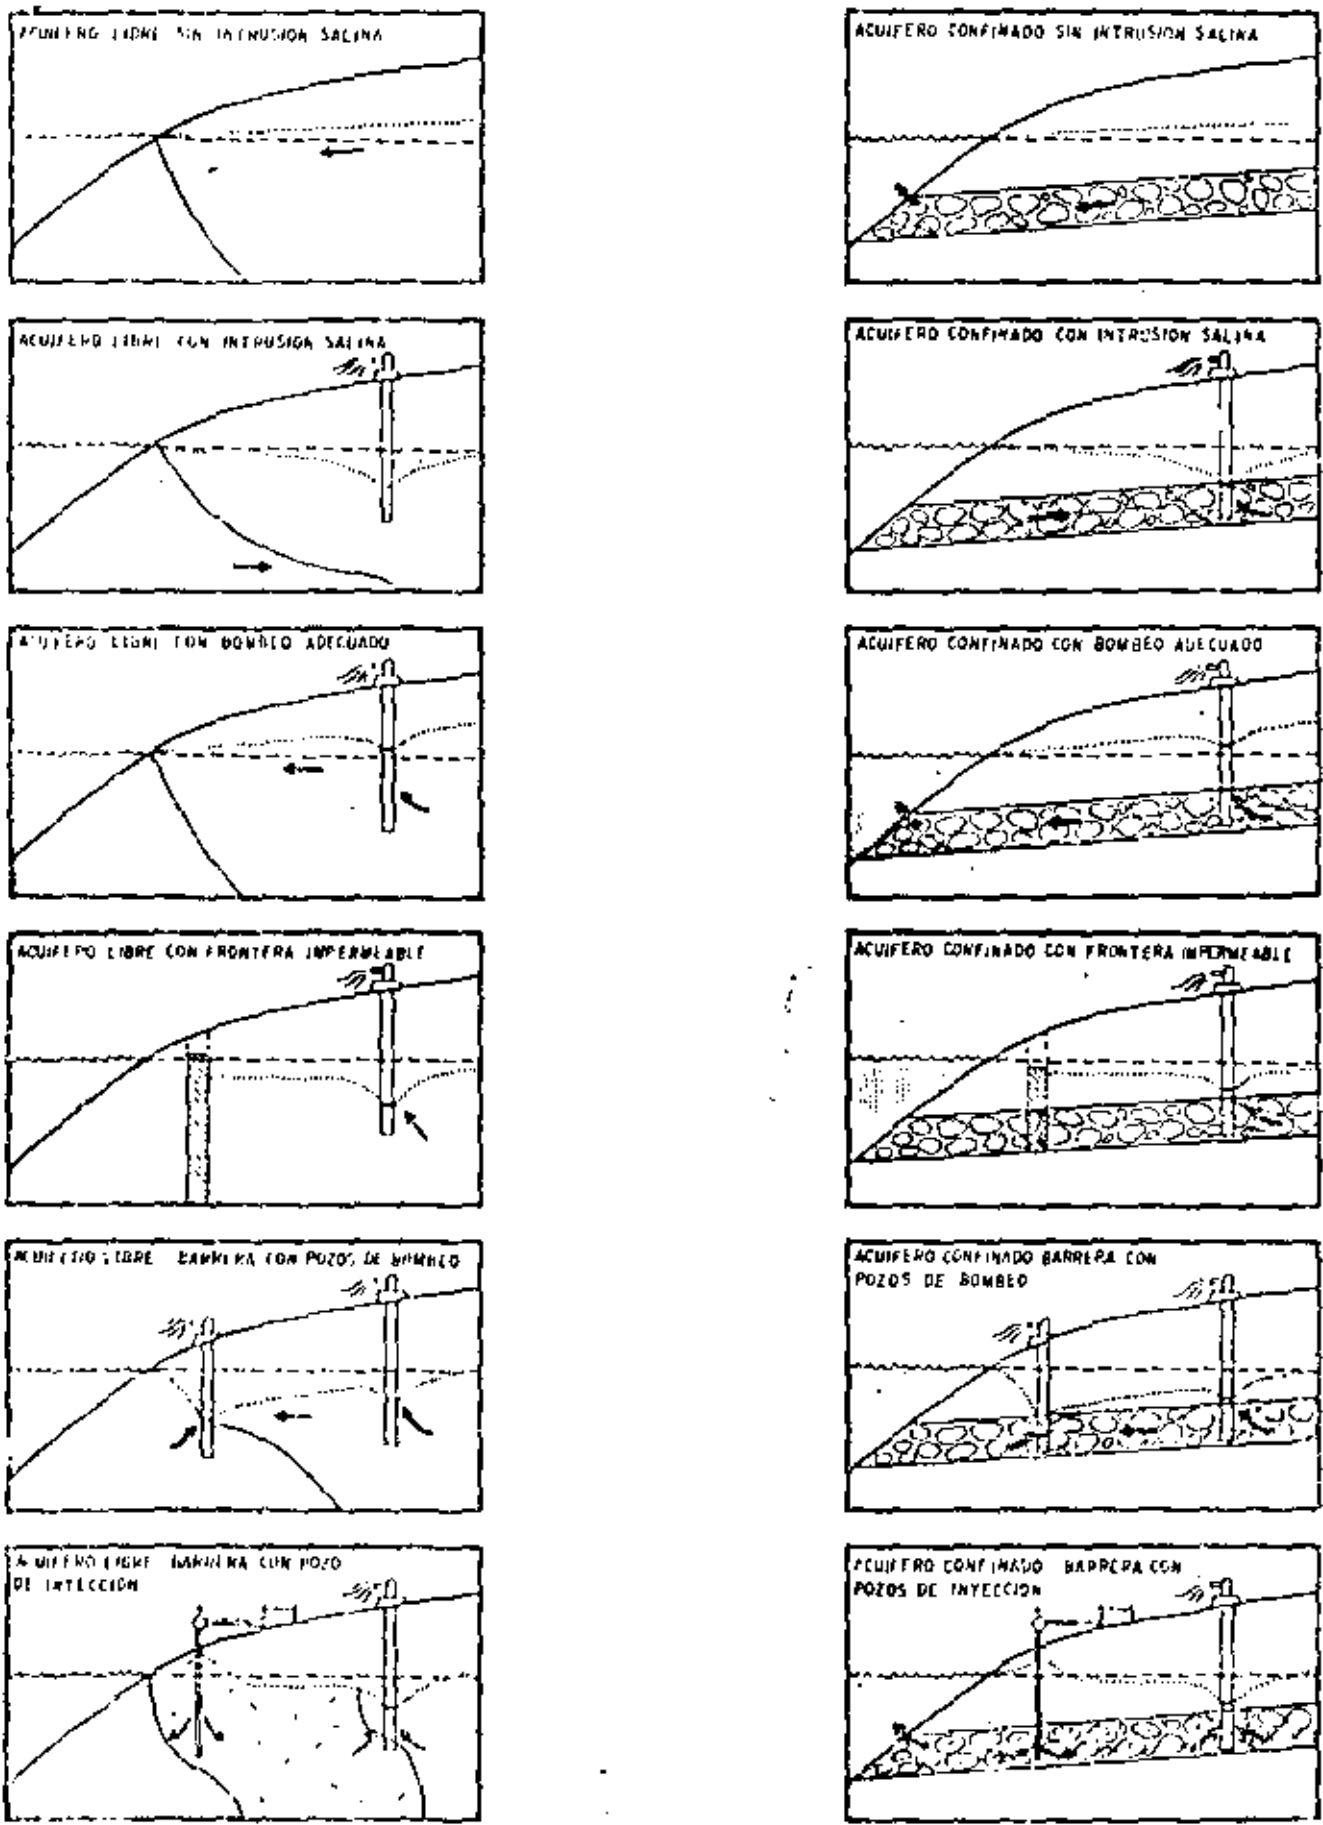 ACUIFERO LIBRE SIN INTRUSION SALINA
ACUIFERO CONFINADO SIN INTRUSION SALINA
ACUIFERO LIBRE CON INTRUSION SALINA
ACUIFERO CONFINADO CON INTRUSION SALINA
ACUIFERO LIBRE CON BOMBEO ADECUADO
ACUIFERO CONFINADO CON BOMBEO ADECUADO
ACUIFERO LIBRE CON FRONTERA IMPERMEABLE
ACUIFERO CONFINADO CON FRONTERA IMPERMEABLE
ACUIFERO LIBRE BARRERA CON POZOS DE BOMBEO
ACUIFERO CONFINADO BARRERA CON
POZOS DE BOMBEO
ACUIFERO LIBRE BARRERA CON POZO
DE INYECCION
ACUIFERO CONFINADO BARRERA CON
POZOS DE INYECCION